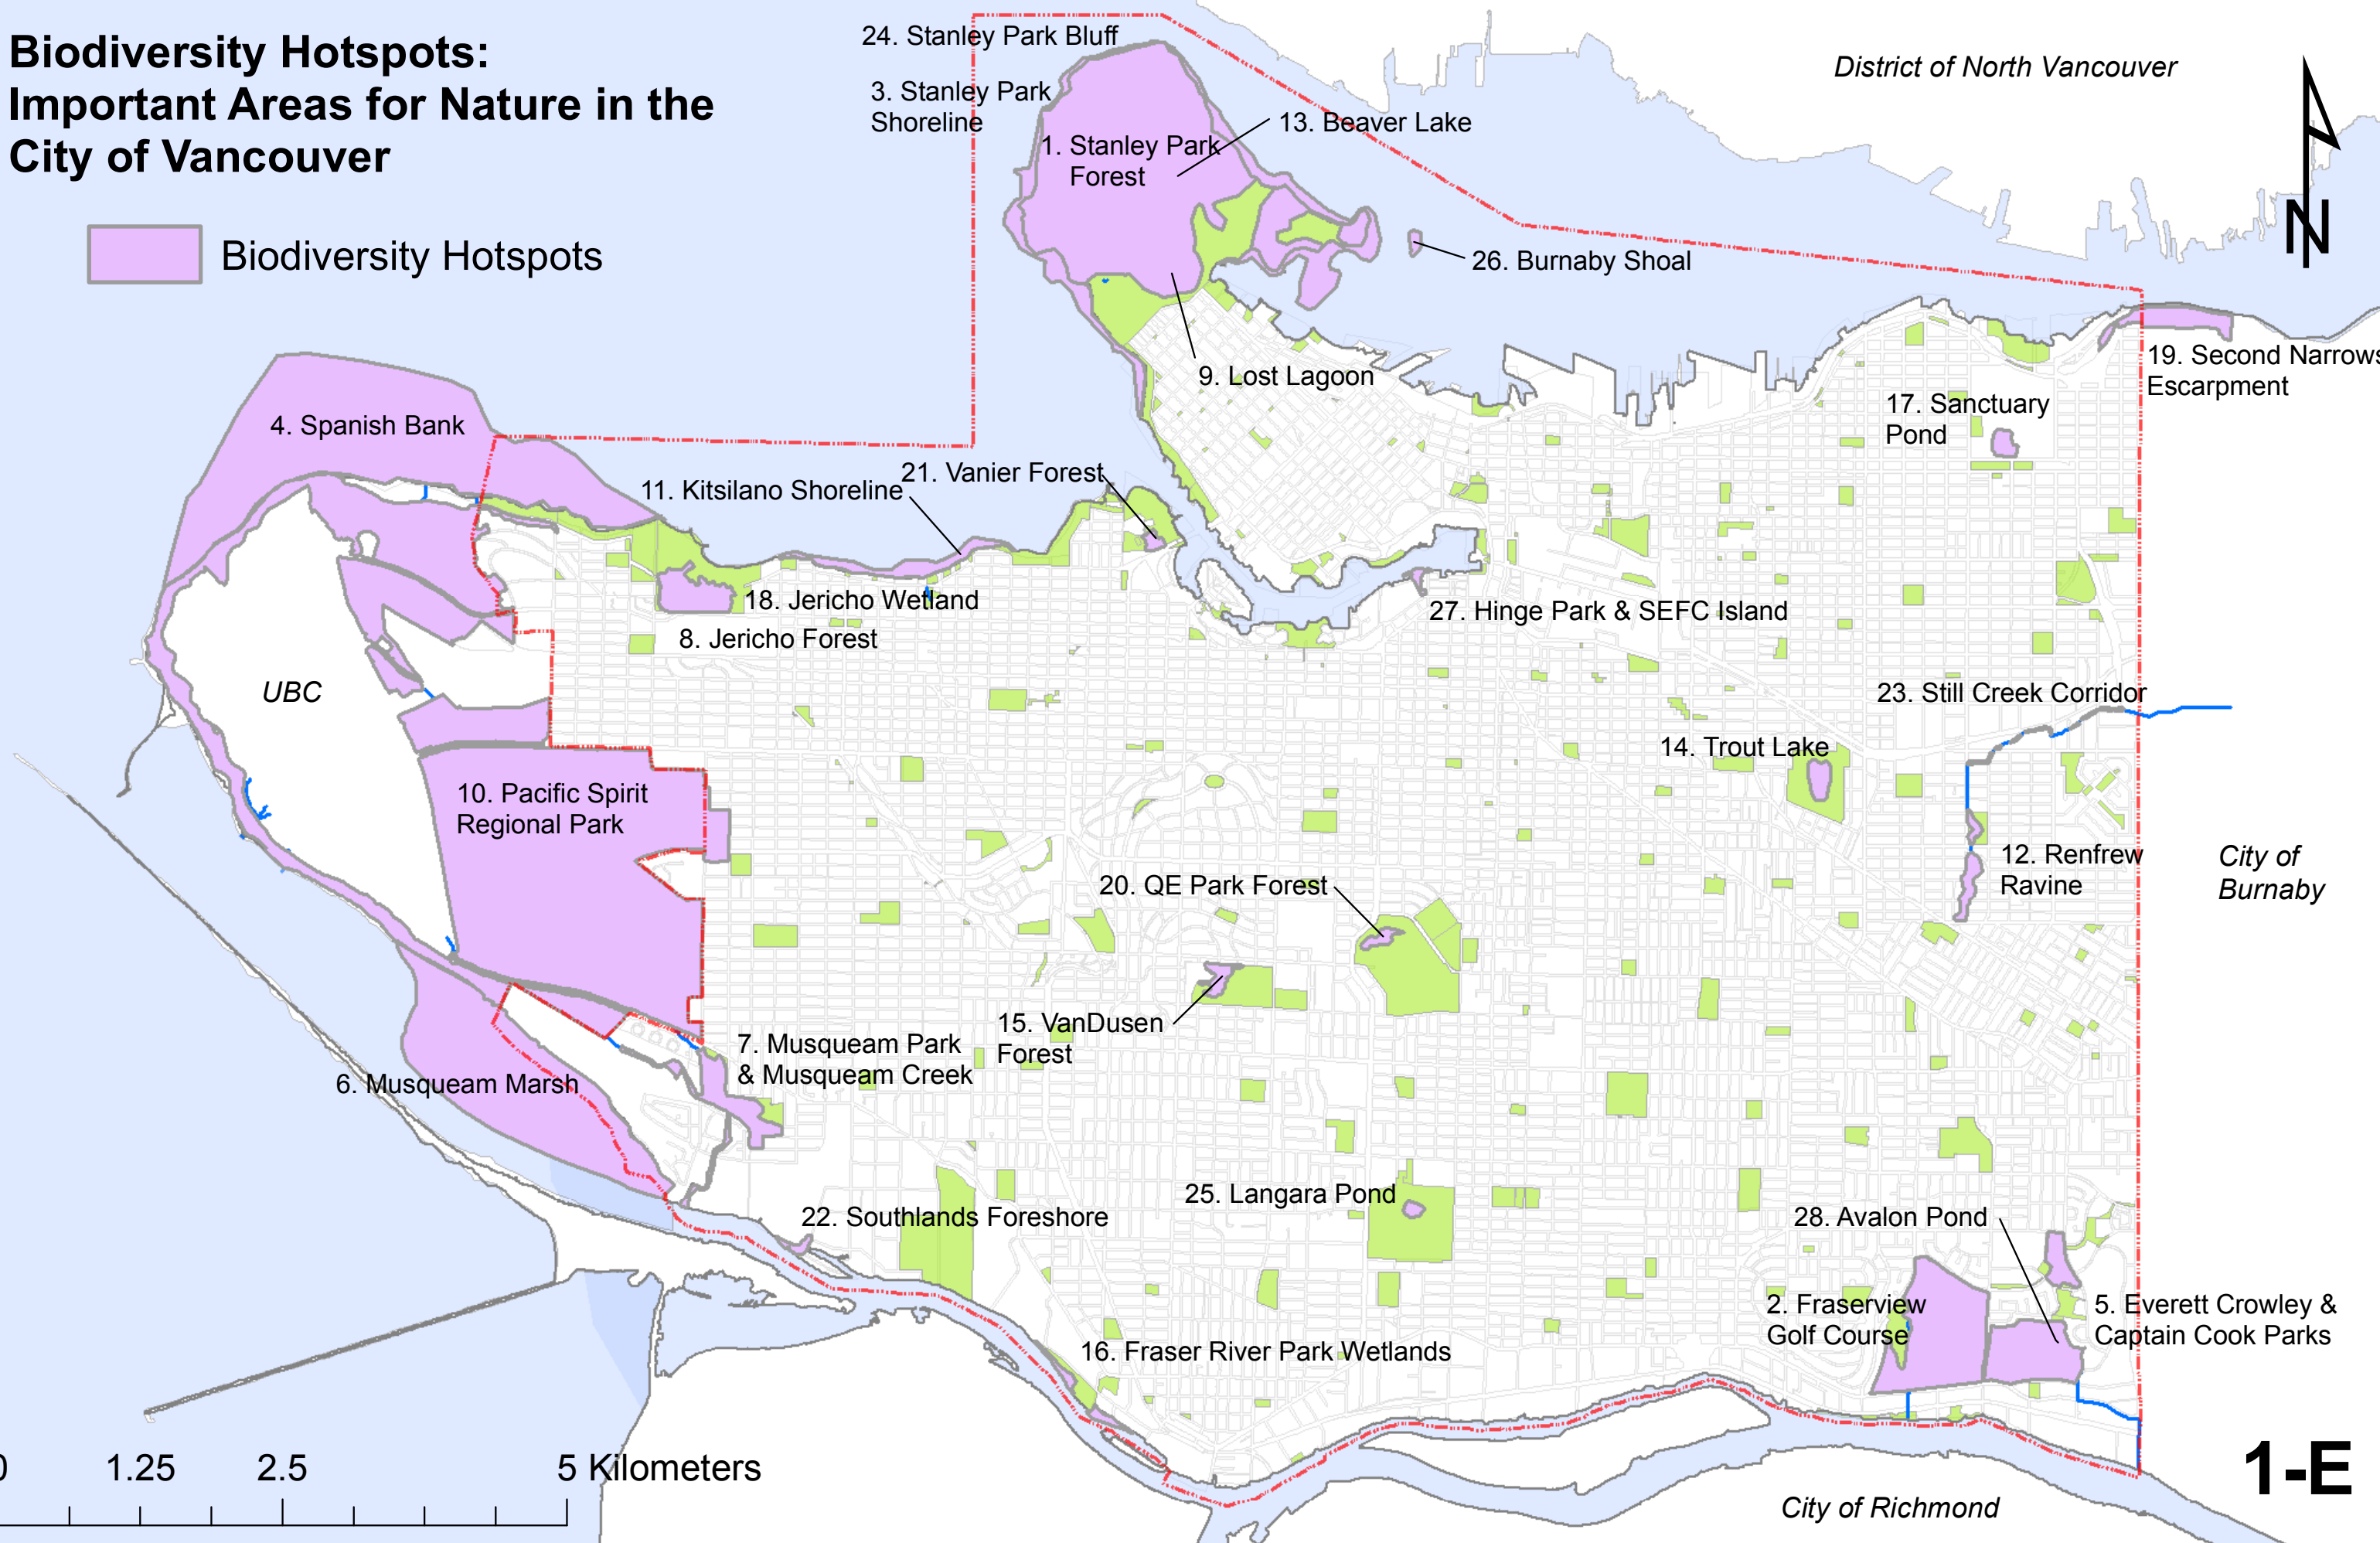 Biodiversity Hotspots:
Important Areas for Nature in the
City of Vancouver
Biodiversity Hotspots
24. Stanley Park Bluff
3. Stanley Park
Shoreline
1. Stanley Park
Forest
13. Beaver Lake
District of North Vancouver
N
26. Burnaby Shoal
9. Lost Lagoon
19. Second Narrows
Escarpment
17. Sanctuary
Pond
4. Spanish Bank
11. Kitsilano Shoreline
21. Vanier Forest
18. Jericho Wetland
8. Jericho Forest
27. Hinge Park & SEFC Island
UBC
23. Still Creek Corridor
14. Trout Lake
10. Pacific Spirit
Regional Park
12. Renfrew
Ravine
City of
Burnaby
20. QE Park Forest
15. VanDusen
Forest
7. Musqueam Park
& Musqueam Creek
6. Musqueam Marsh
22. Southlands Foreshore
25. Langara Pond
28. Avalon Pond
2. Fraserview
Golf Course
5. Everett Crowley &
Captain Cook Parks
16. Fraser River Park Wetlands
0 1.25 2.5 5 Kilometers
City of Richmond
1-E